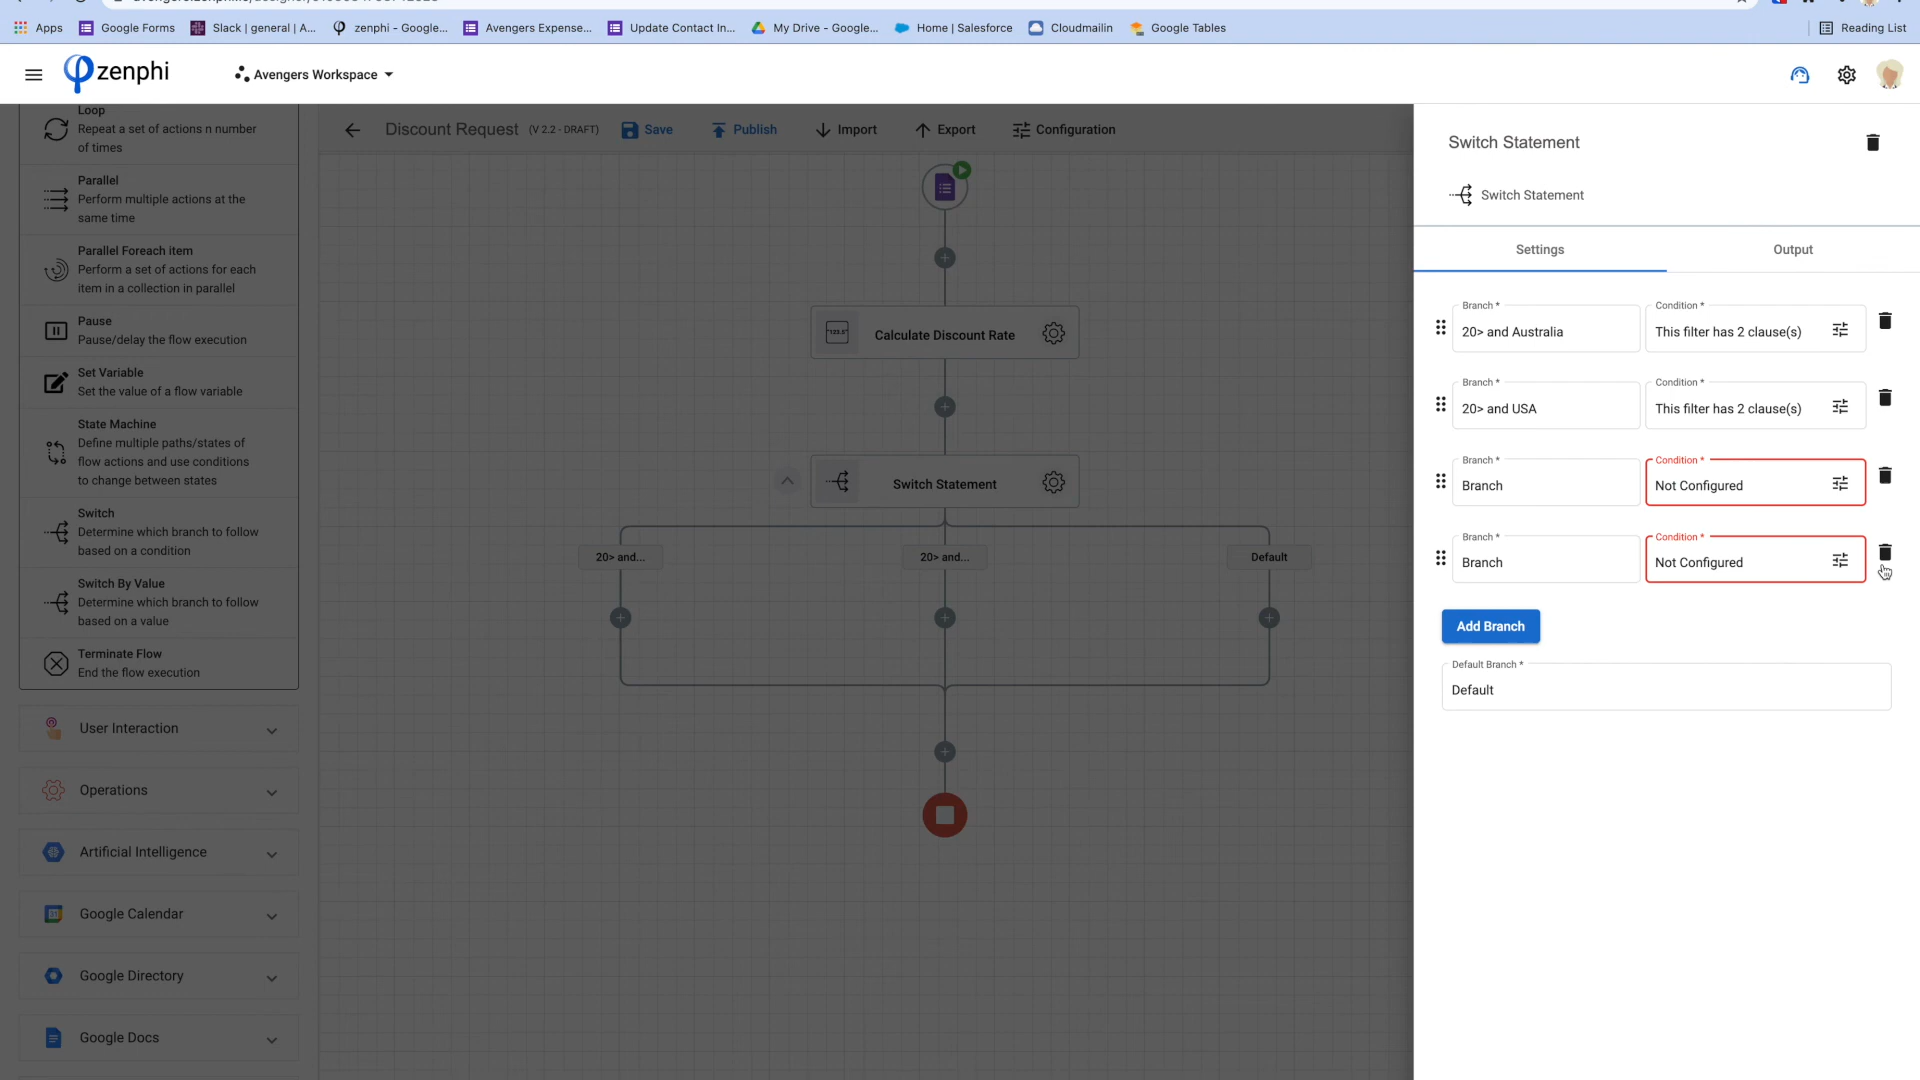 Apps
Google Forms
Slack | general | A...
zenphi - Google...
Avengers Expense...
Update Contact In...
My Drive - Google...
Home | Salesforce
Cloudmailin
Google Tables
Reading List
zenphi
Avengers Workspace
Loop
Repeat a set of actions n number
of times
Parallel
Perform multiple actions at the
same time
Parallel Foreach item
Perform a set of actions for each
item in a collection in parallel
Pause
Pause/delay the flow execution
Set Variable
Set the value of a flow variable
State Machine
Define multiple paths/states of
flow actions and use conditions
to change between states
Switch
Determine which branch to follow
based on a condition
Switch By Value
Determine which branch to follow
based on a value
Terminate Flow
End the flow execution
User Interaction
Operations
Artificial Intelligence
Google Calendar
Google Directory
Google Docs
Discount Request (V 2.2 - DRAFT)
Save
Publish
Import
Export
Configuration
Calculate Discount Rate
Switch Statement
20> and...
20> and...
Default
Switch Statement
Switch Statement
Settings
Output
Branch *
20> and Australia
Condition *
This filter has 2 clause(s)
Branch *
20> and USA
Condition *
This filter has 2 clause(s)
Branch *
Branch
Condition *
Not Configured
Branch *
Branch
Condition *
Not Configured
Add Branch
Default Branch *
Default